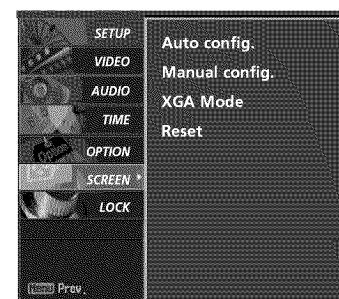 SETUP
VIDEO
AUDIO
TIME
OPTION
SCREEN
LOCK
Auto config.
Manual config.
XGA Mode
Reset
Menu Prev.